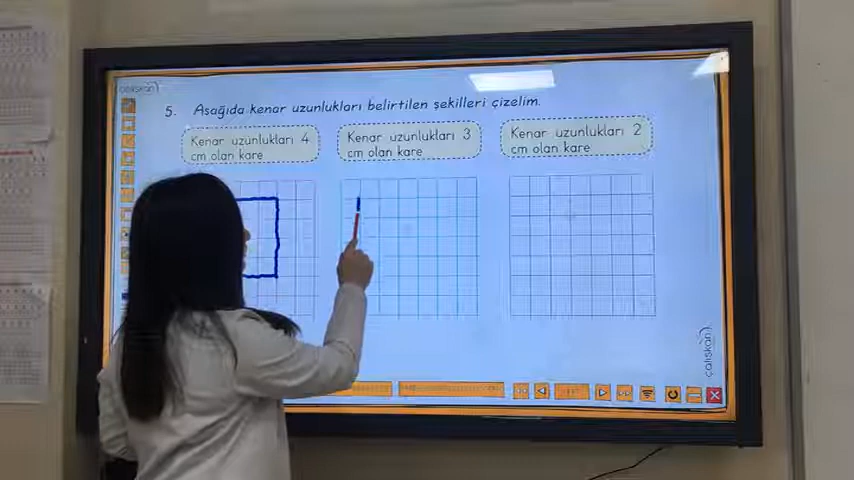 çalışkan
5. Aşağıda kenar uzunlukları belirtilen şekilleri çizelim.
Kenar uzunlukları 4
cm olan kare
Kenar uzunlukları 3
cm olan kare
Kenar uzunlukları 2
cm olan kare
çalışkan